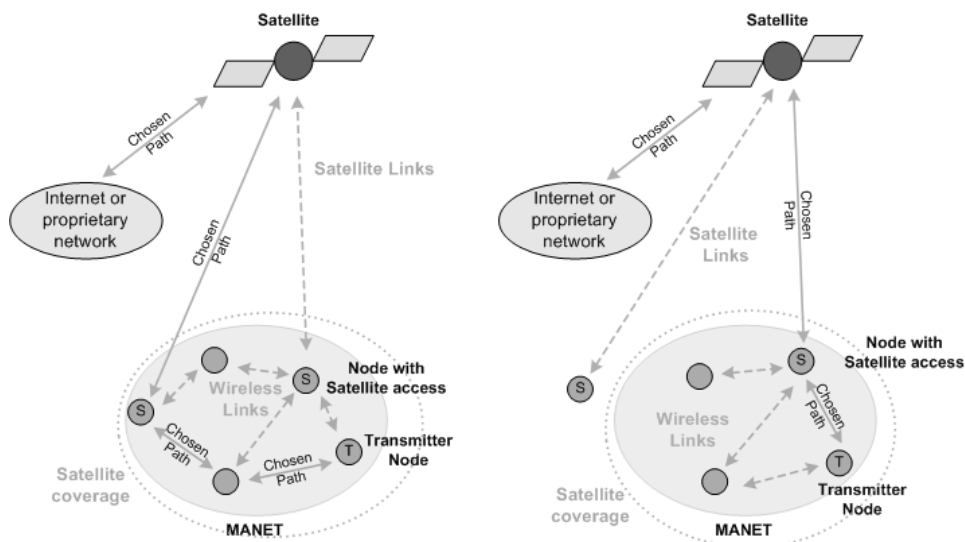 Satellite
Chosen
Path
Internet or
proprietary
network
Satellite Links
Chosen
Path
Node with
Satellite access
S
S
Wireless
Links
Chosen
Path
Chosen
Path
T
Transmitter
Node
Satellite
coverage
MANET
Satellite
Chosen
Path
Internet or
proprietary
network
Satellite
Links
Chosen
Path
Node with
Satellite access
S
S
Chosen
Path
Wireless
Links
T
Transmitter
Node
Satellite
coverage
MANET